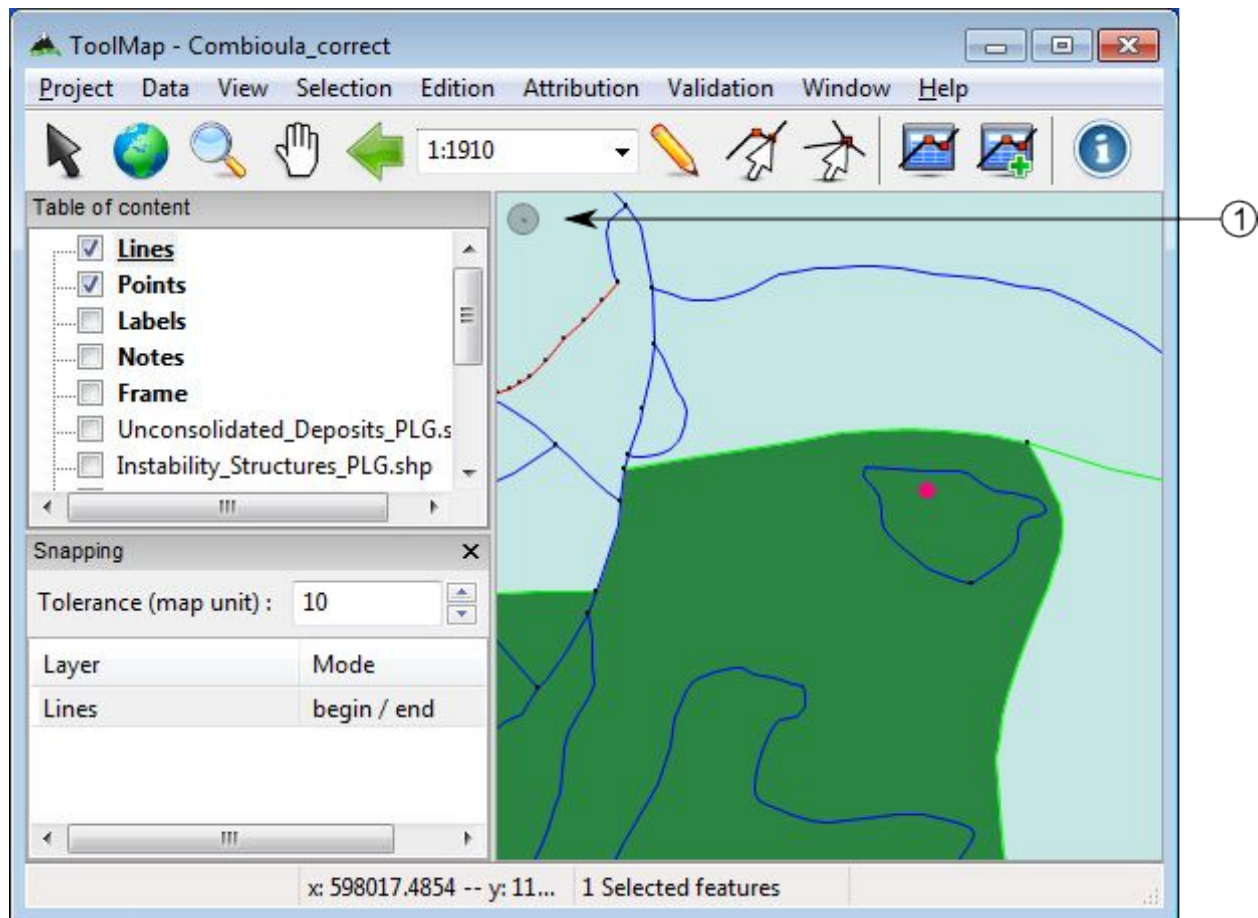 ToolMap - Combioula_correct
Project Data View Selection Edition Attribution Validation Window Help
1:1910
Table of content
Lines
Points
Labels
Notes
Frame
Unconsolidated_Deposits_PLG.s
Instability_Structures_PLG.shp
1
Snapping
Tolerance (map unit) : 10
Layer Mode
Lines begin / end
x: 598017.4854 -- y: 11... 1 Selected features